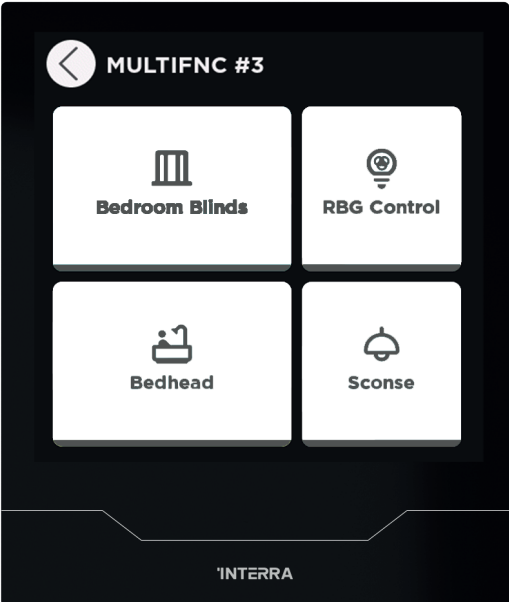 MULTIFNC #3
Bedroom Blinds
RBG Control
Bedhead
Sconse
INTERRA